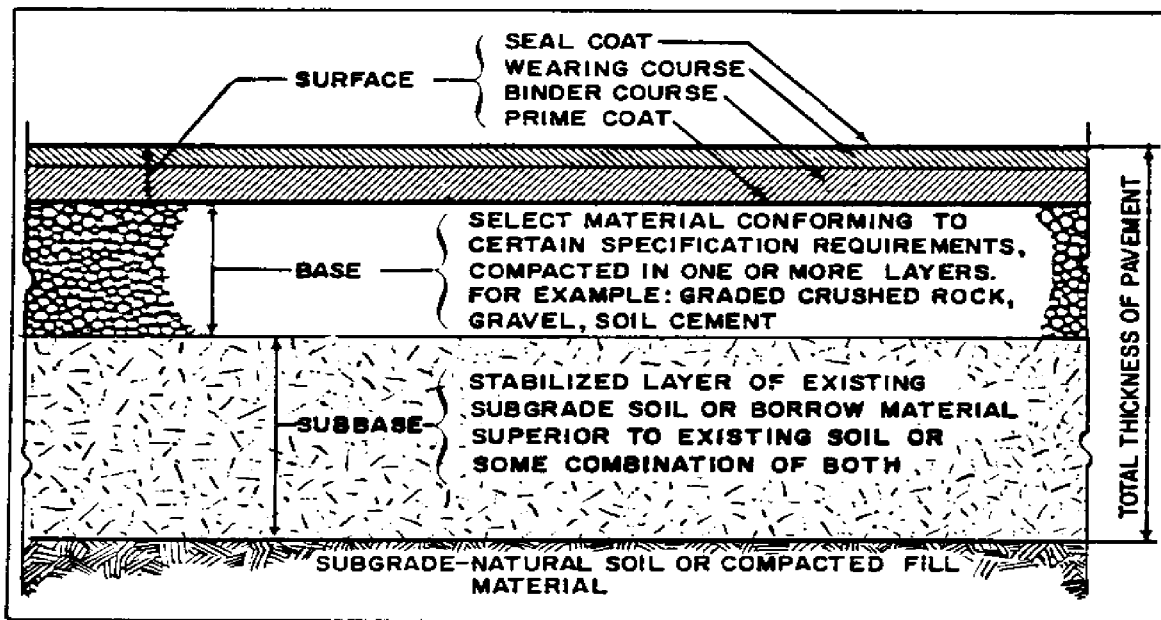 SEAL COAT
WEARING COURSE
SURFACE
BINDER COURSE
PRIME COAT
BASE
SELECT MATERIAL CONFORMING TO
CERTAIN SPECIFICATION REQUIREMENTS,
COMPACTED IN ONE OR MORE LAYERS.
FOR EXAMPLE: GRADED CRUSHED ROCK,
GRAVEL, SOIL CEMENT
SUBBASE
STABILIZED LAYER OF EXISTING
SUBGRADE SOIL OR BORROW MATERIAL
SUPERIOR TO EXISTING SOIL OR
SOME COMBINATION OF BOTH
TOTAL THICKNESS OF PAVEMENT
SUBGRADE-NATURAL SOIL OR COMPACTED FILL
MATERIAL